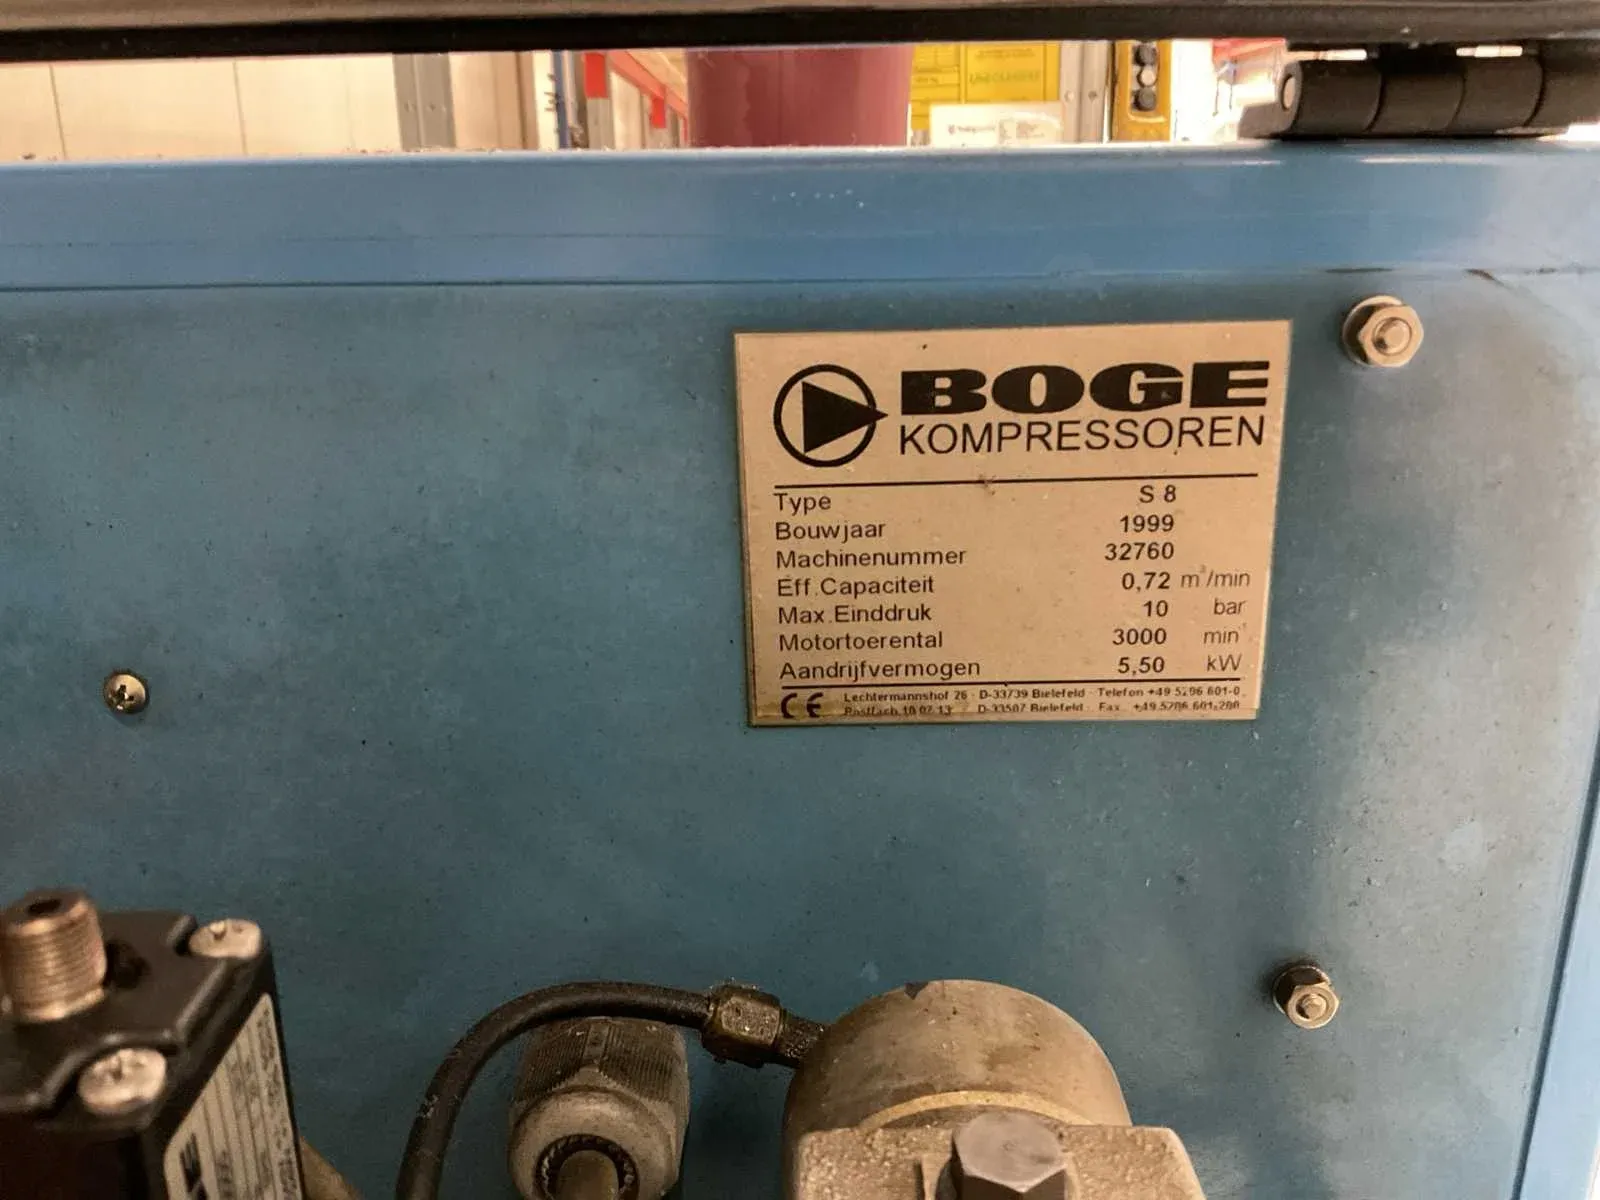 BOGE
KOMPRESSOREN
Type S 8
Bouwjaar 1999
Machinenummer 32760
Eff.Capaciteit 0,72 m³/min
Max.Einddruk 10 bar
Motortoerental 3000 min
Aandrijfvermogen 5,50 kW
CE Lechtermannshof 26 · D-33739 Bielefeld · Telefon +49 5206 601-0
Postfach 10 07 13 D-33507 Bielefeld · Fax +49 5206 601-200